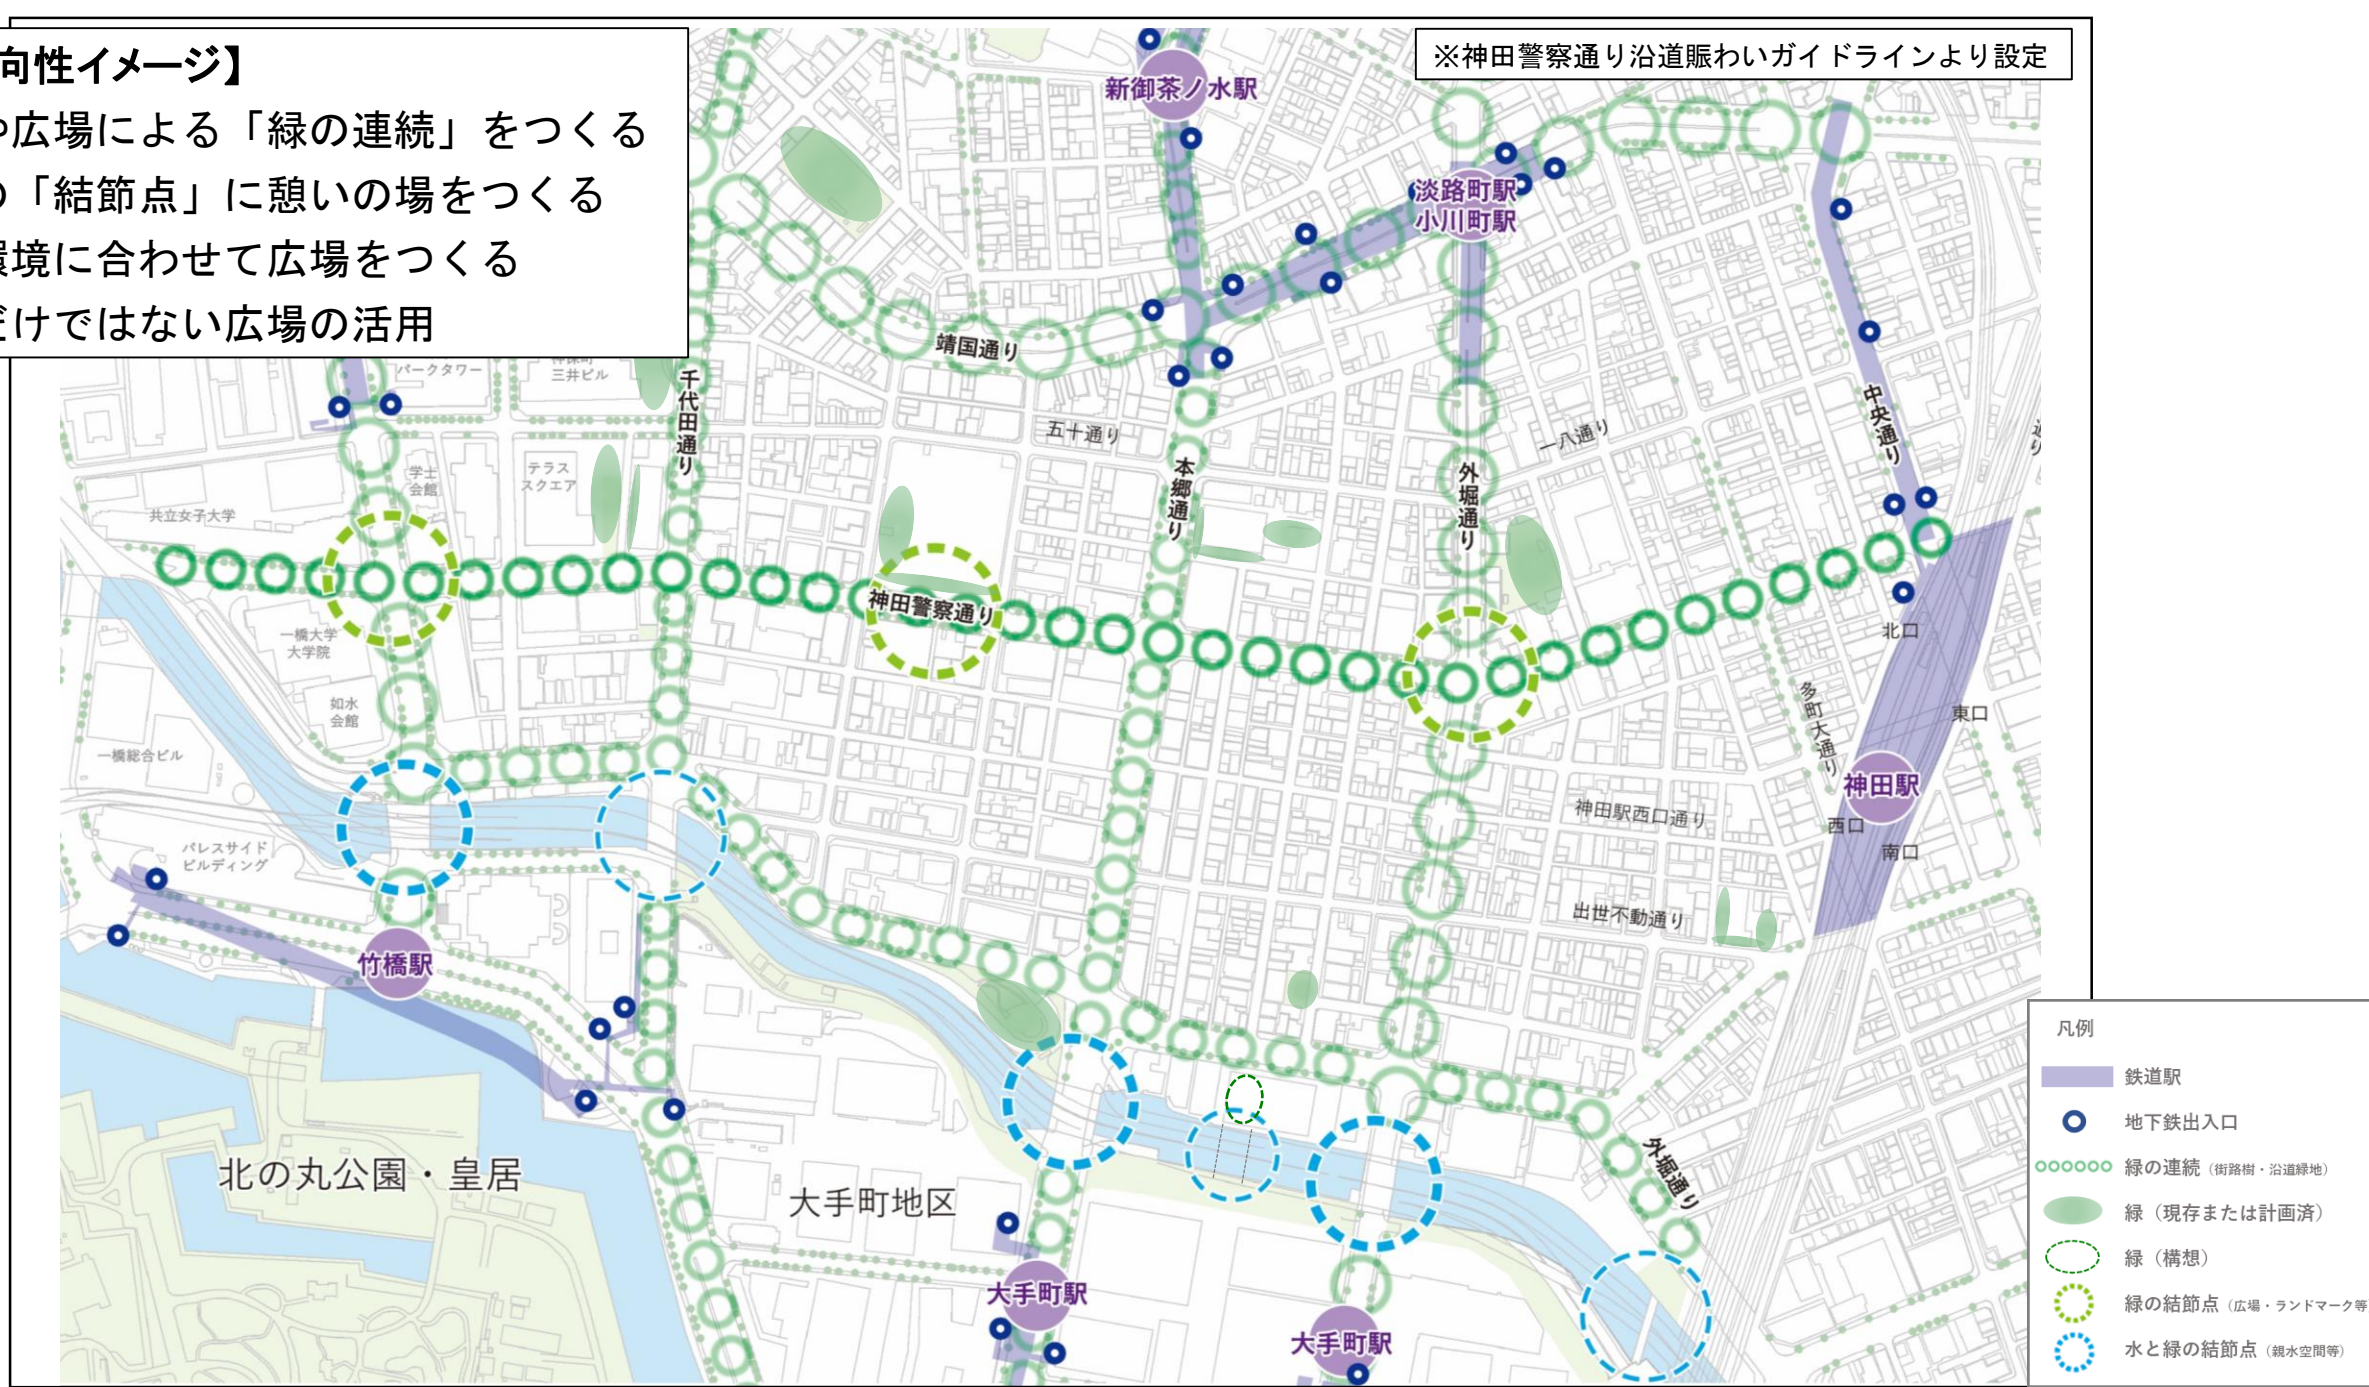 向性イメージ】
や広場による「緑の連続」をつくる
の「結節点」に憩いの場をつくる
環境に合わせて広場をつくる
だけではない広場の活用
※神田警察通り沿道賑わいガイドラインより設定
新御茶ノ水駅
淡路町駅
小川町駅
靖国通り
パークタワー
神保町
三井ビル
千代田通り
五十通り
本郷通り
外堀通り
一八通り
中央通り
学士
会館
テラス
スクエア
共立女子大学
神田警察通り
一橋大学
大学院
如水
会館
一橋総合ビル
北口
東口
多町大通り
神田駅
西口
南口
神田駅西口通り
出世不動通り
パレスサイド
ビルディング
竹橋駅
北の丸公園・皇居
大手町地区
大手町駅
大手町駅
外堀通り
凡例
鉄道駅
地下鉄出入口
緑の連続（街路樹・沿道緑地）
緑（現存または計画済）
緑（構想）
緑の結節点（広場・ランドマーク等
水と緑の結節点（親水空間等）